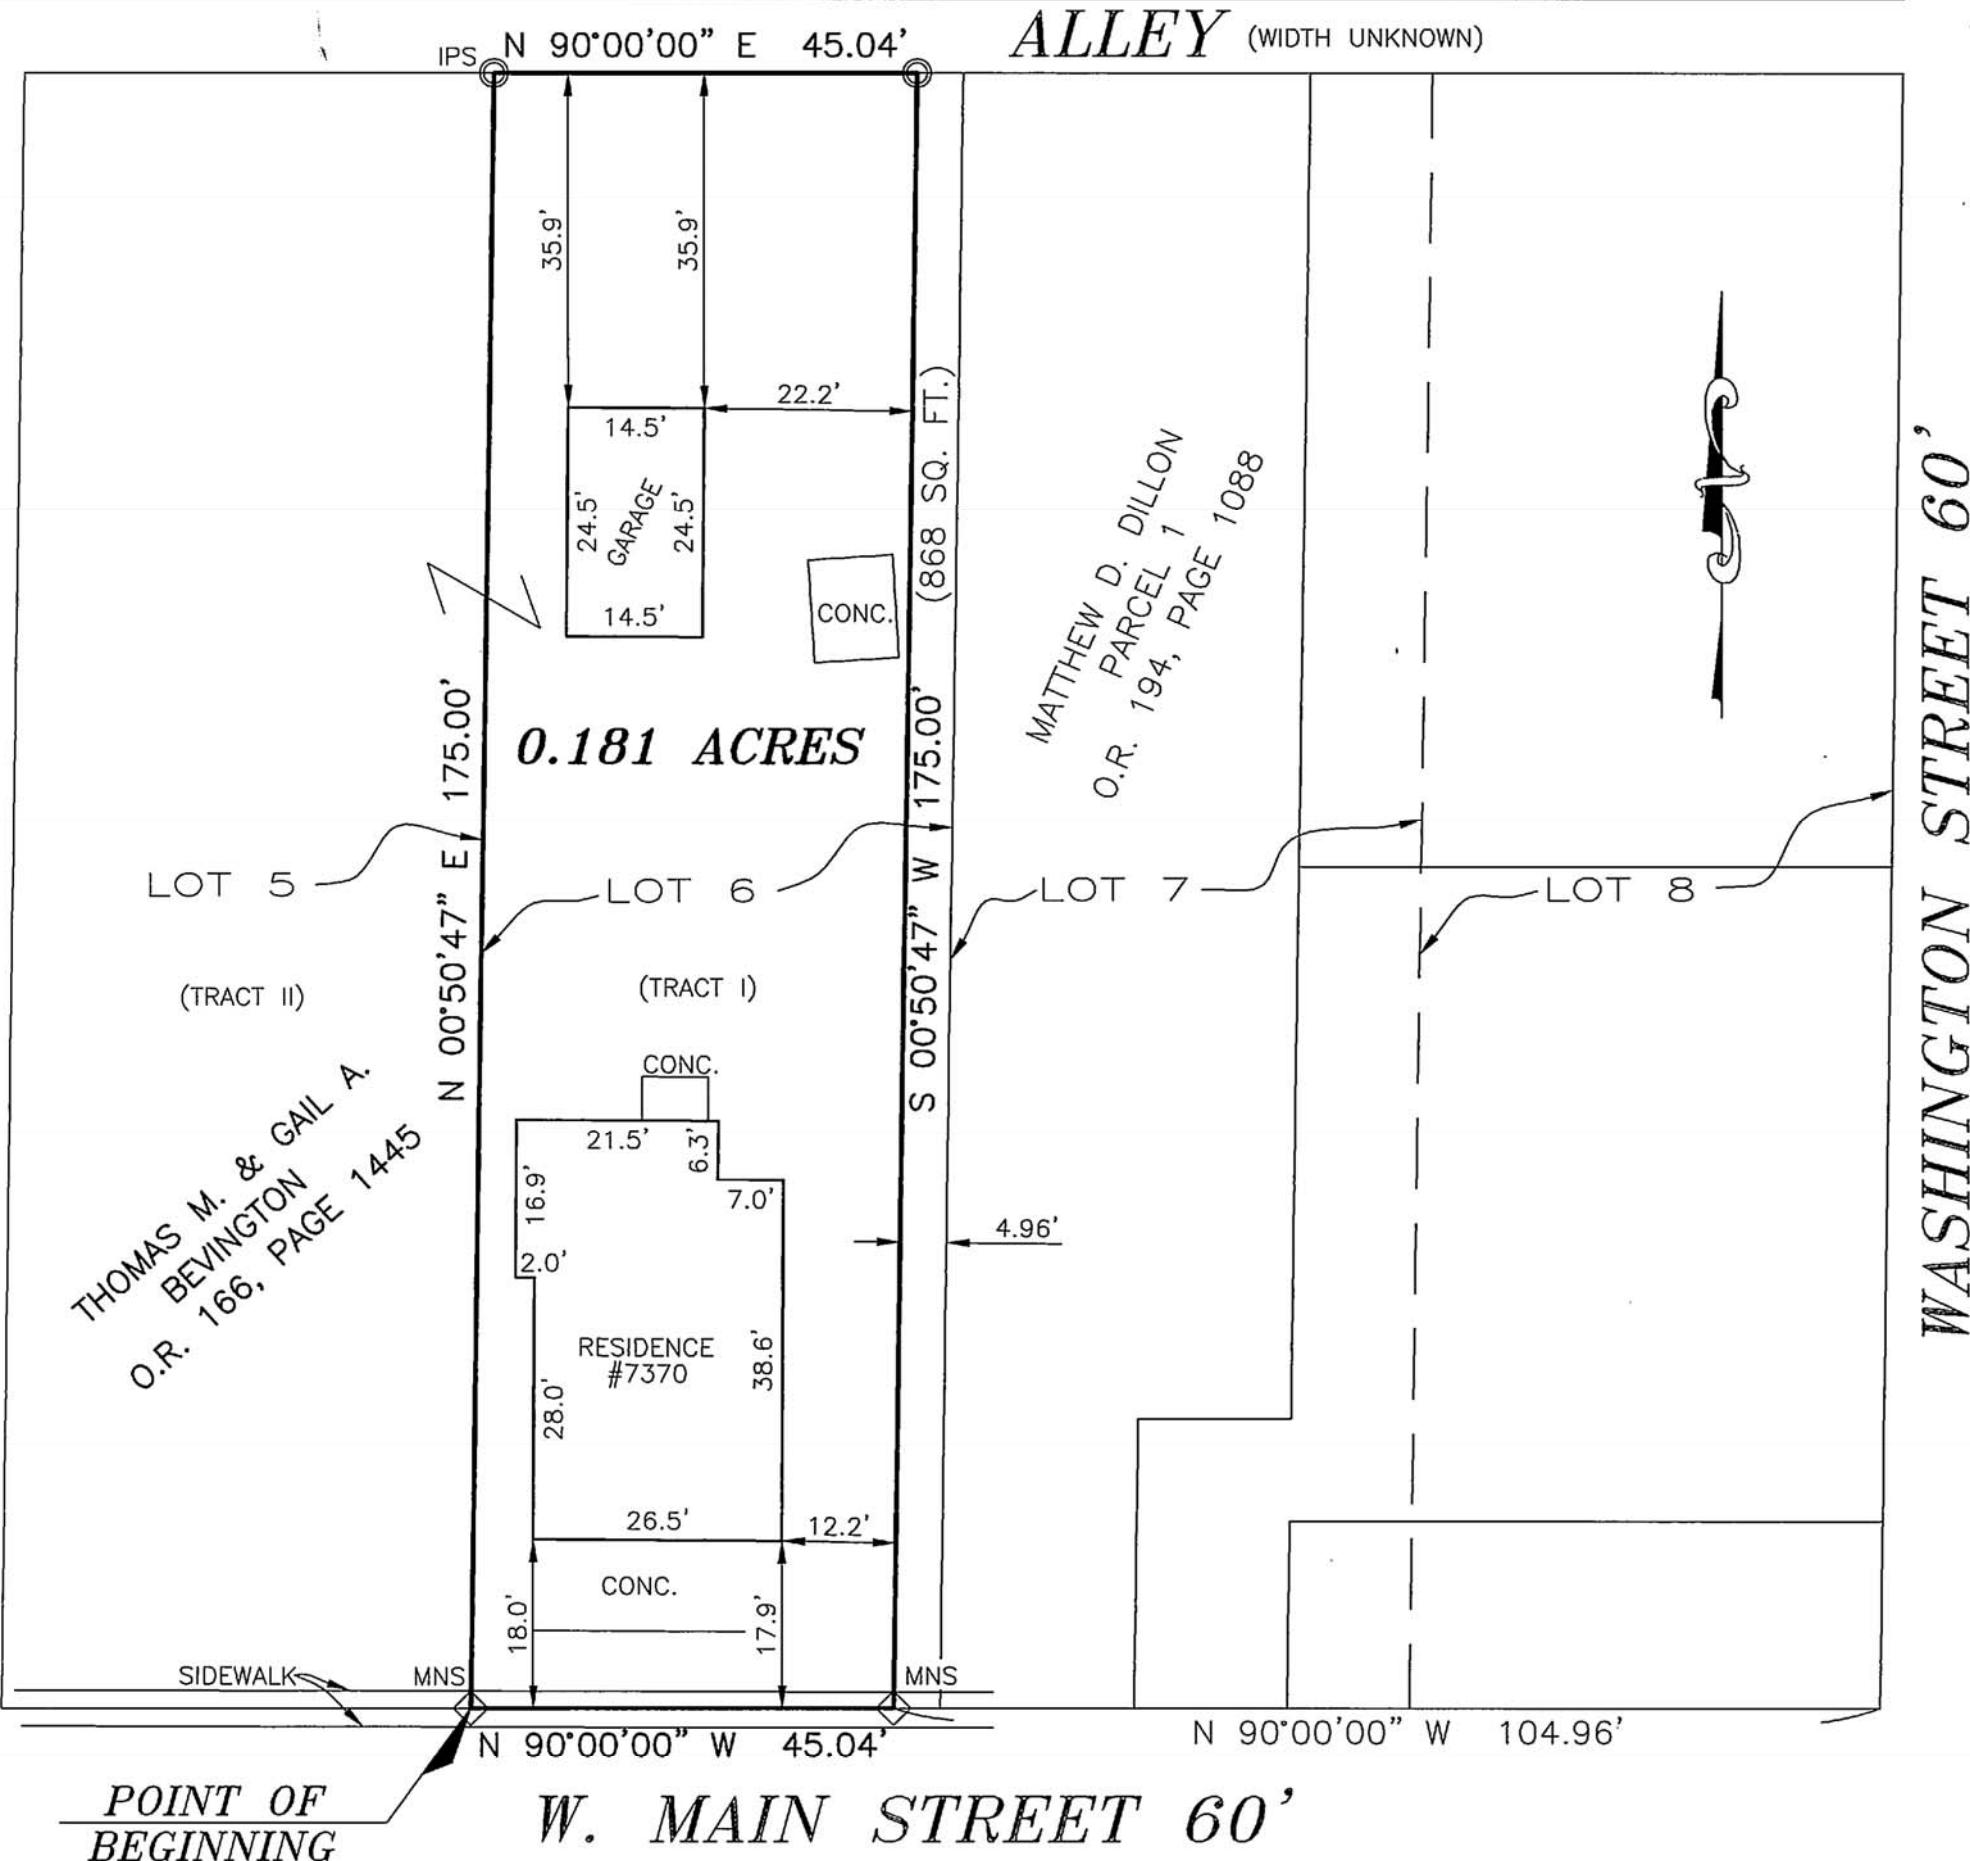 ALLEY (WIDTH UNKNOWN)
IPS
N 90°00'00" E 45.04'
35.9'
35.9'
22.2'
14.5'
24.5'
GARAGE
24.5'
14.5'
CONC.
(868 SQ. FT.)
MATTHEW D. DILLON
PARCEL 1
O.R. 194, PAGE 1088
WASHINGTON STREET 60'
N 00°50'47" E 175.00'
0.181 ACRES
S 00°50'47" W 175.00'
LOT 5
LOT 6
LOT 7
LOT 8
(TRACT II)
(TRACT I)
THOMAS M. & GAIL A.
BEVINGTON
O.R. 166, PAGE 1445
CONC.
21.5'
6.3'
16.9'
7.0'
2.0'
4.96'
RESIDENCE
#7370
38.6'
28.0'
26.5'
12.2'
CONC.
18.0'
17.9'
SIDEWALK
MNS
MNS
N 90°00'00" W 45.04'
N 90°00'00" W 104.96'
POINT OF
BEGINNING
W. MAIN STREET 60'